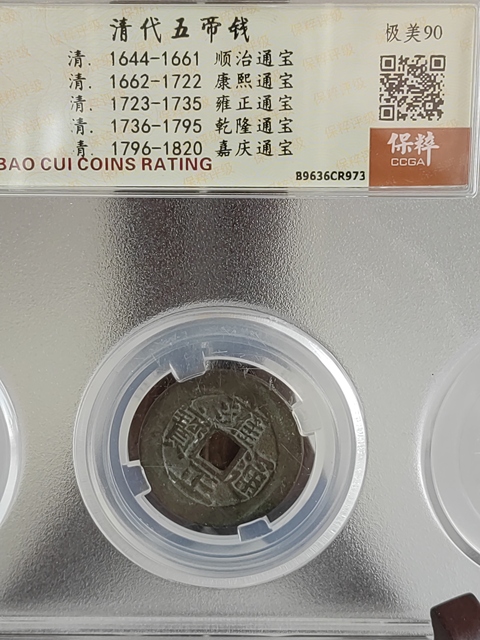 清代五帝钱
极美90
清. 1644-1661 顺治通宝
清. 1662-1722 康熙通宝
清. 1723-1735 雍正通宝
清. 1736-1795 乾隆通宝
青. 1796-1820 嘉庆通宝
BAO CUI COINS RATING
B9636CR973
保粹
CCGA